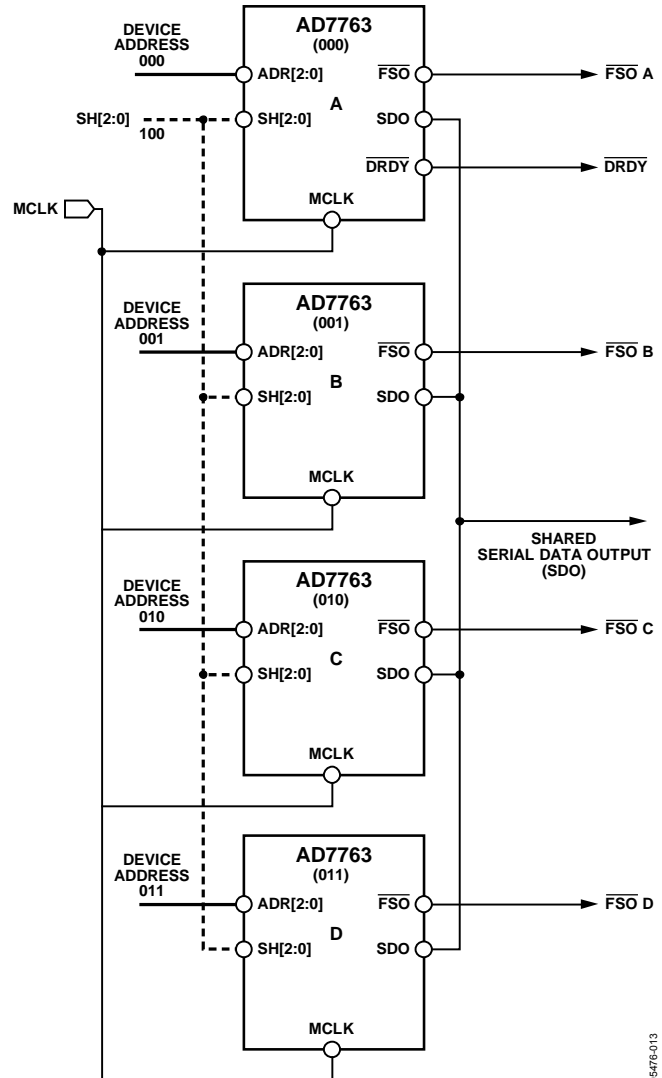 DEVICE
ADDRESS
000
AD7763
(000)
ADR[2:0]
FSO
FSO A
A
SH[2:0]
100
SH[2:0]
SDO
DRDY
DRDY
MCLK
MCLK
DEVICE
ADDRESS
001
AD7763
(001)
ADR[2:0]
FSO
FSO B
B
SH[2:0]
SDO
MCLK
SHARED
SERIAL DATA OUTPUT
(SDO)
DEVICE
ADDRESS
010
AD7763
(010)
ADR[2:0]
FSO
FSO C
C
SH[2:0]
SDO
MCLK
DEVICE
ADDRESS
011
AD7763
(011)
ADR[2:0]
FSO
FSO D
D
SH[2:0]
SDO
MCLK
5476-013